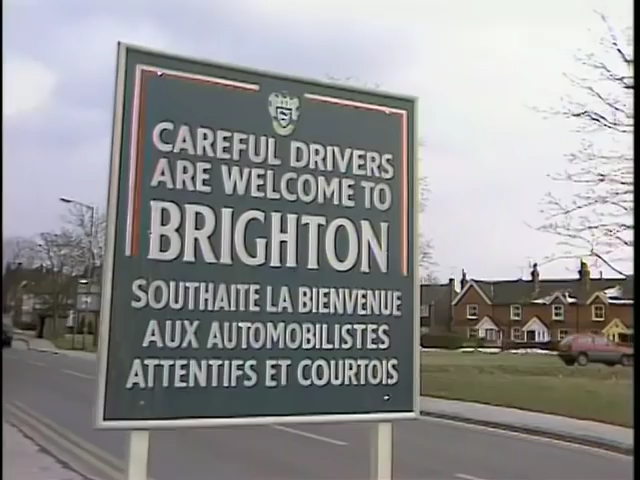 CAREFUL DRIVERS
ARE WELCOME TO
BRIGHTON
SOUTHAITE LA BIENVENUE
AUX AUTOMOBILISTES
ATTENTIFS ET COURTOIS